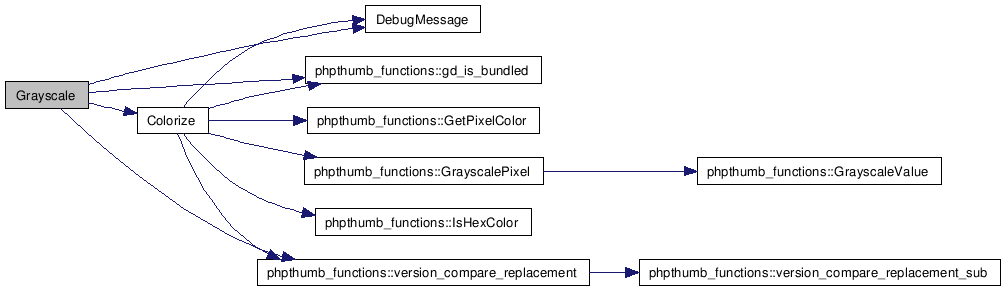 DebugMessage
phpthumb_functions::gd_is_bundled
Grayscale
Colorize
phpthumb_functions::GetPixelColor
phpthumb_functions::GrayscalePixel
phpthumb_functions::GrayscaleValue
phpthumb_functions::IsHexColor
phpthumb_functions::version_compare_replacement
phpthumb_functions::version_compare_replacement_sub